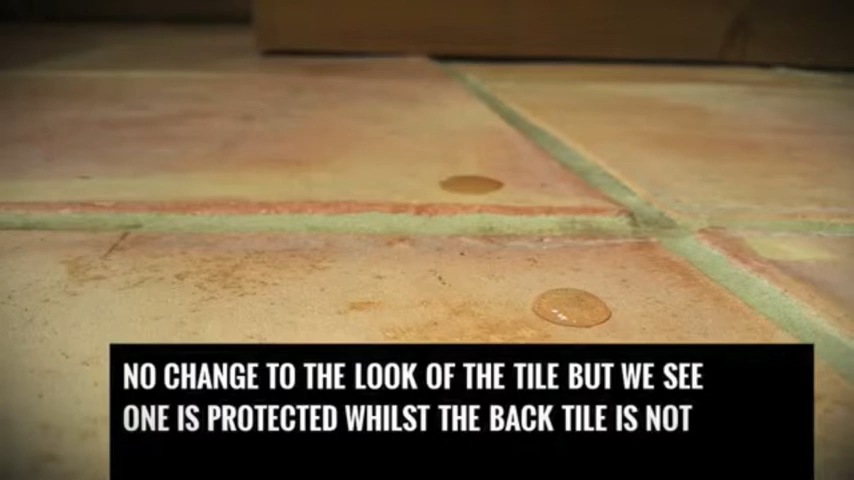 NO CHANGE TO THE LOOK OF THE TILE BUT WE SEE
ONE IS PROTECTED WHILST THE BACK TILE IS NOT